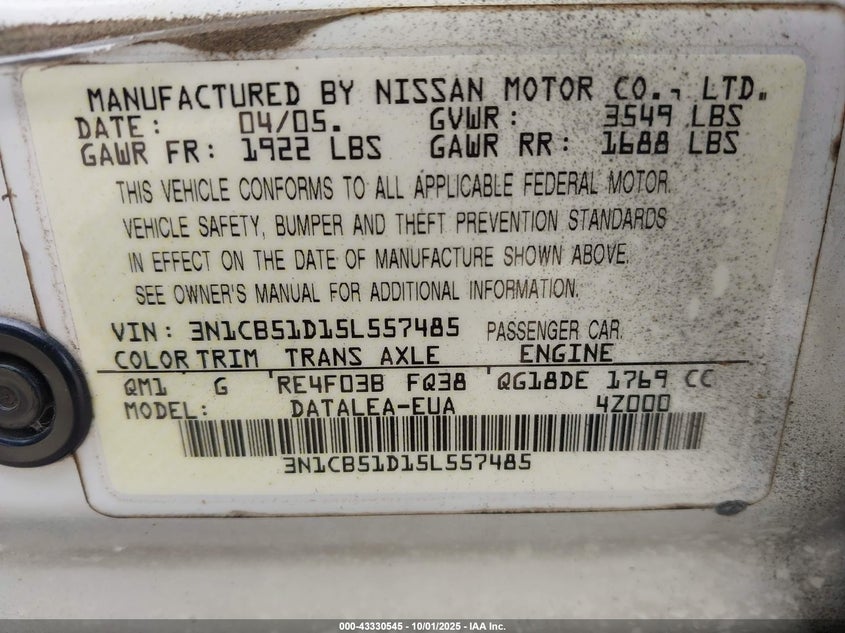 MANUFACTURED BY NISSAN MOTOR CO., LTD.
DATE: 04/05. GVWR: 3549 LBS
GAWR FR: 1922 LBS GAWR RR: 1688 LBS
THIS VEHICLE CONFORMS TO ALL APPLICABLE FEDERAL MOTOR
VEHICLE SAFETY, BUMPER AND THEFT PREVENTION STANDARDS
IN EFFECT ON THE DATE OF MANUFACTURE SHOWN ABOVE.
SEE OWNER'S MANUAL FOR ADDITIONAL INFORMATION.
VIN: 3N1CB51D15L557485 PASSENGER CAR
COLOR TRIM TRANS AXLE ENGINE
QM1 G RE4F03B FQ38 QG18DE 1769 CC
MODEL: DATALEA-EUA 4Z000
3N1CB51D15L557485
000-43330545 - 10/01/2025 - IAA Inc.